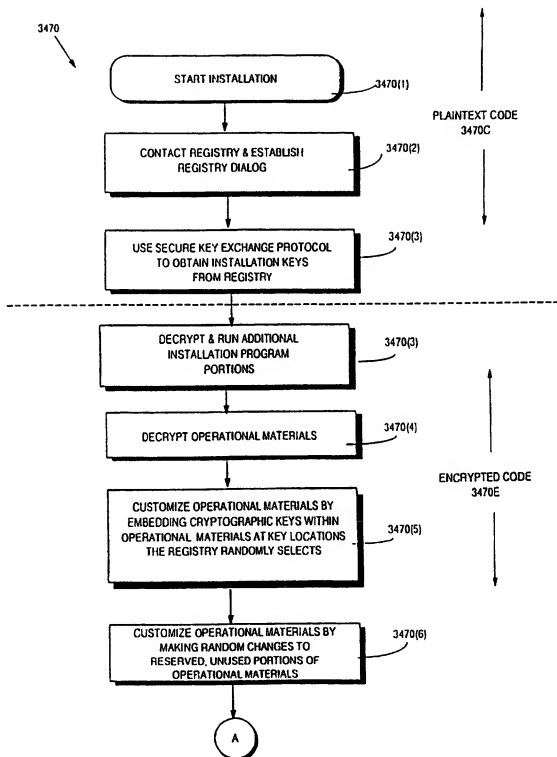 3470
START INSTALLATION
3470(1)
PLAINTEXT CODE
3470C
CONTACT REGISTRY & ESTABLISH
REGISTRY DIALOG
3470(2)
USE SECURE KEY EXCHANGE PROTOCOL
TO OBTAIN INSTALLATION KEYS
FROM REGISTRY
3470(3)
DECRYPT & RUN ADDITIONAL
INSTALLATION PROGRAM
PORTIONS
3470(3)
DECRYPT OPERATIONAL MATERIALS
3470(4)
ENCRYPTED CODE
3470E
CUSTOMIZE OPERATIONAL MATERIALS BY
EMBEDDING CRYPTOGRAPHIC KEYS WITHIN
OPERATIONAL MATERIALS AT KEY LOCATIONS
THE REGISTRY RANDOMLY SELECTS
3470(5)
CUSTOMIZE OPERATIONAL MATERIALS BY
MAKING RANDOM CHANGES TO
RESERVED, UNUSED PORTIONS OF
OPERATIONAL MATERIALS
3470(6)
A